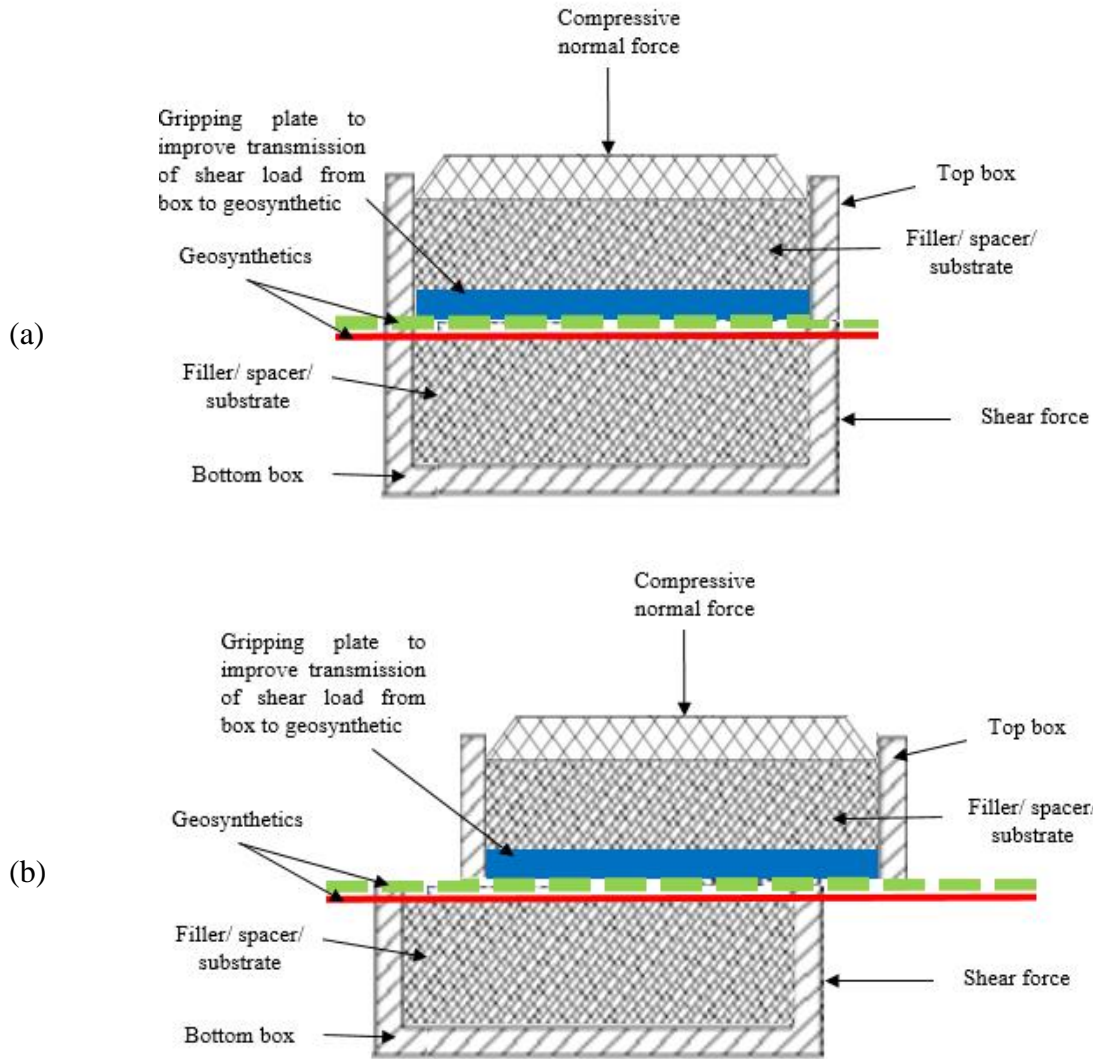 Compressive
normal force
Gripping plate to
improve transmission
of shear load from
box to geosynthetic
Top box
Geosynthetics
Filler/ spacer/
substrate
(a)
Filler/ spacer/
substrate
Shear force
Bottom box
Compressive
normal force
Gripping plate to
improve transmission
of shear load from
box to geosynthetic
Top box
Geosynthetics
Filler/ spacer/
substrate
(b)
Filler/ spacer/
substrate
Shear force
Bottom box